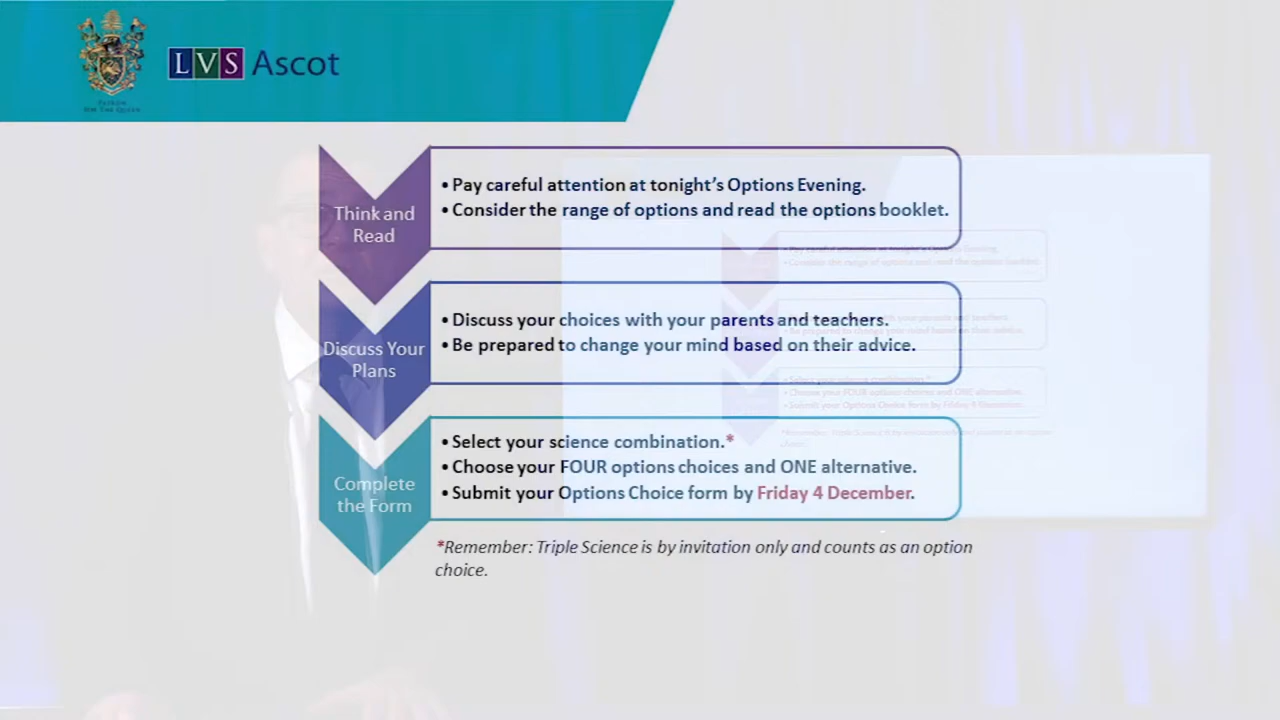 PATRON
HM THE QUEEN
LVS Ascot
Think and
Read
• Pay careful attention at tonight's Options Evening.
• Consider the range of options and read the options booklet.
Discuss Your
Plans
• Discuss your choices with your parents and teachers.
• Be prepared to change your mind based on their advice.
Complete
the Form
• Select your science combination.*
• Choose your FOUR options choices and ONE alternative.
• Submit your Options Choice form by Friday 4 December.
*Remember: Triple Science is by invitation only and counts as an option
choice.